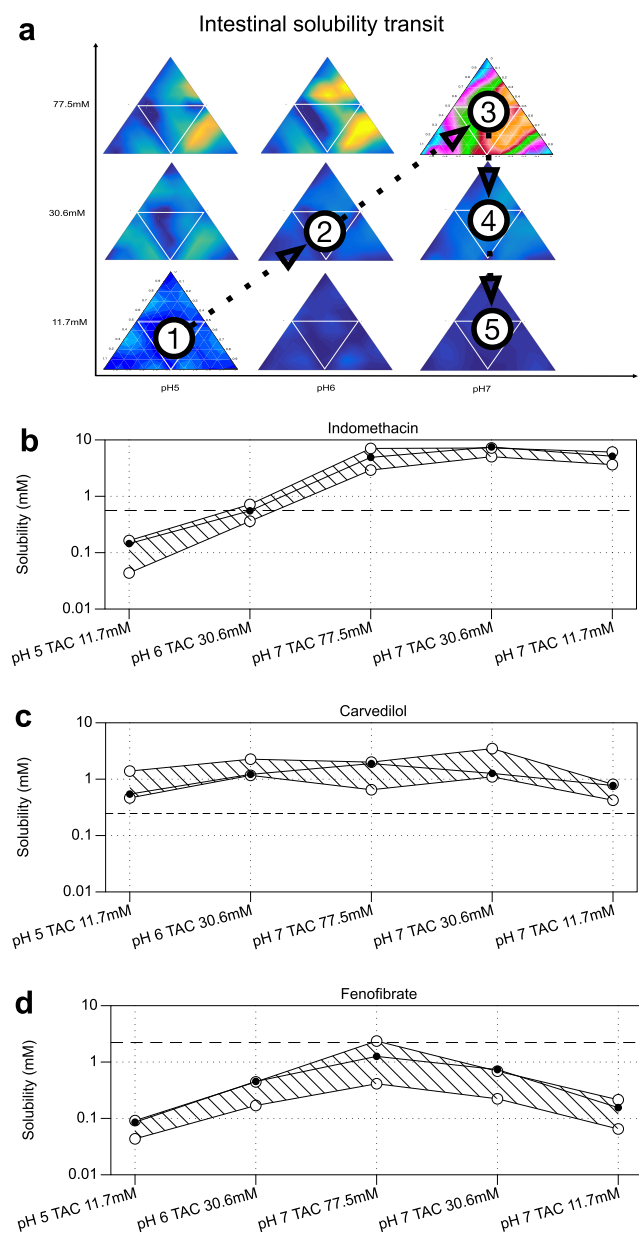 a
Intestinal solubility transit
77.5mM
30.6mM
11.7mM
3
2
4
1
5
pH5
pH6
pH7
b
Indomethacin
Solubility (mM)
10
1
0.1
0.01
pH 5 TAC 11.7mM
pH 6 TAC 30.6mM
pH 7 TAC 77.5mM
pH 7 TAC 30.6mM
pH 7 TAC 11.7mM
c
Carvedilol
Solubility (mM)
10
1
0.1
0.01
pH 5 TAC 11.7mM
pH 6 TAC 30.6mM
pH 7 TAC 77.5mM
pH 7 TAC 30.6mM
pH 7 TAC 11.7mM
d
Fenofibrate
Solubility (mM)
10
1
0.1
0.01
pH 5 TAC 11.7mM
pH 6 TAC 30.6mM
pH 7 TAC 77.5mM
pH 7 TAC 30.6mM
pH 7 TAC 11.7mM